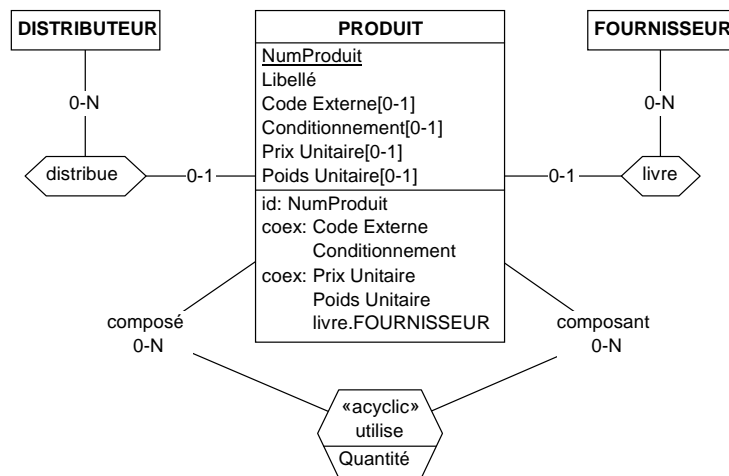 DISTRIBUTEUR
PRODUIT
FOURNISSEUR
NumProduit
Libellé
Code Externe[0-1]
Conditionnement[0-1]
Prix Unitaire[0-1]
Poids Unitaire[0-1]
0-N
0-N
distribue
0-1
0-1
livre
id: NumProduit
coex: Code Externe
Conditionnement
coex: Prix Unitaire
Poids Unitaire
livre.FOURNISSEUR
composé
0-N
composant
0-N
«acyclic»
utilise
Quantité